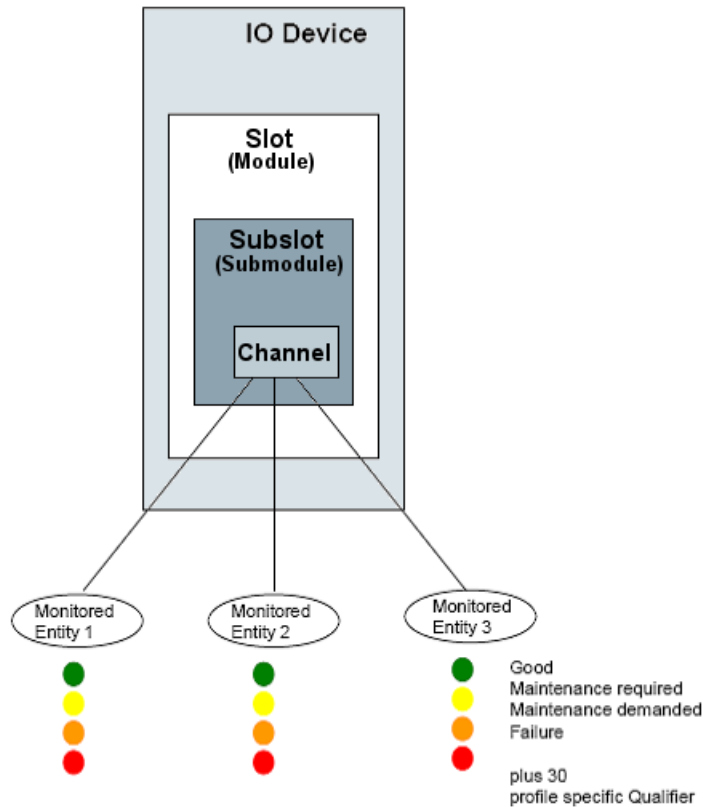 IO Device
Slot
(Module)
Subslot
(Submodule)
Channel
Monitored
Entity 1
Monitored
Entity 2
Monitored
Entity 3
Good
Maintenance required
Maintenance demanded
Failure
plus 30
profile specific Qualifier